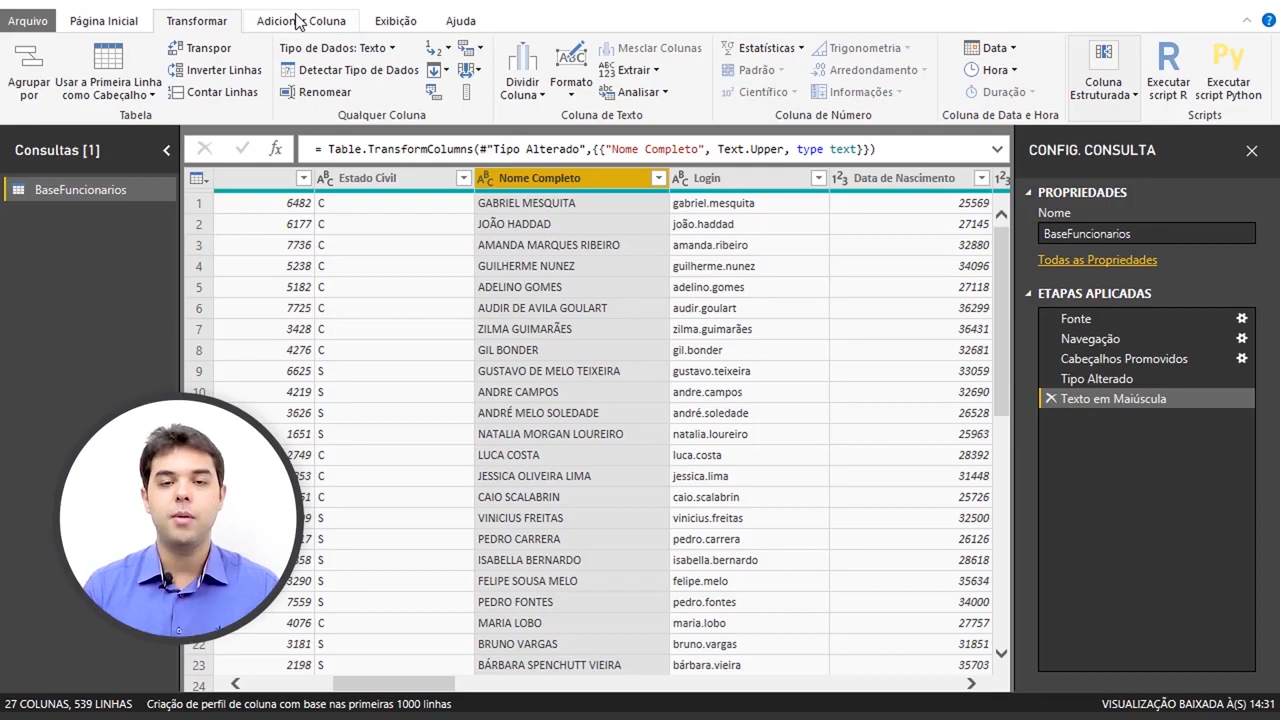 Arquivo Página Inicial Transformar Adicionar Coluna Exibição Ajuda
Transpor Tipo de Dados: Texto Mesclar Colunas Estatísticas Trigonometria Data
Inverter Linhas Detectar Tipo de Dados Extrair Padrão Arredondamento Hora
Contar Linhas Renomear Analisar Científico Informações Duração
Agrupar por
Usar a Primeira Linha como Cabeçalho
Dividir Coluna
Formato
Coluna Estruturada
Executar script R
Executar script Python
Tabela Qualquer Coluna Coluna de Texto Coluna de Número Coluna de Data e Hora Scripts
Consultas [1]
BaseFuncionarios
= Table.TransformColumns(#"Tipo Alterado",{{"Nome Completo", Text.Upper, type text}})
Estado Civil Nome Completo Login Data de Nascimento
1 6482 C GABRIEL MESQUITA gabriel.mesquita 25569
2 6177 C JOÃO HADDAD joão.haddad 27145
3 7736 C AMANDA MARQUES RIBEIRO amanda.ribeiro 32880
4 5238 C GUILHERME NUNEZ guilherme.nunez 34096
5 5182 C ADELINO GOMES adelino.gomes 27118
6 7725 C AUDIR DE AVILA GOULART audir.goulart 36299
7 3428 C ZILMA GUIMARÃES zilma.guimarães 36431
8 4276 C GIL BONDER gil.bonder 32681
9 6625 S GUSTAVO DE MELO TEIXEIRA gustavo.teixeira 33059
10 4219 S ANDRE CAMPOS andre.campos 32690
3626 S ANDRÉ MELO SOLEDADE andré.soledade 26528
1651 S NATALIA MORGAN LOUREIRO natalia.loureiro 25963
2749 C LUCA COSTA luca.costa 28392
C JESSICA OLIVEIRA LIMA jessica.lima 31448
C CAIO SCALABRIN caio.scalabrin 25726
S VINICIUS FREITAS vinicius.freitas 32500
S PEDRO CARRERA pedro.carrera 26126
S ISABELLA BERNARDO isabella.bernardo 28618
3290 S FELIPE SOUSA MELO felipe.melo 35634
7559 S PEDRO FONTES pedro.fontes 34000
4076 C MARIA LOBO maria.lobo 27757
22 3181 S BRUNO VARGAS bruno.vargas 31851
23 2198 S BÁRBARA SPENCHUTT VIEIRA bárbara.vieira 35703
24
CONFIG. CONSULTA
PROPRIEDADES
Nome
BaseFuncionarios
Todas as Propriedades
ETAPAS APLICADAS
Fonte
Navegação
Cabeçalhos Promovidos
Tipo Alterado
Texto em Maiúscula
27 COLUNAS, 539 LINHAS Criação de perfil de coluna com base nas primeiras 1000 linhas VISUALIZAÇÃO BAIXADA À(S) 14:31